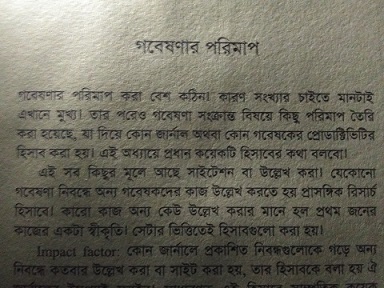 গবেষণার পরিমাপ
গবেষণার পরিমাপ করা বেশ কঠিন। কারণ সংখ্যার চাইতে মানটাই
এখানে মুখ্য। তার পরেও গবেষণা সংক্রান্ত বিষয়ে কিছু পরিমাপ তৈরি
করা হয়েছে, যা দিয়ে কোন জার্নাল অথবা কোন গবেষকের প্রোডাক্টিভিটির
হিসাব করা হয়। এই অধ্যায়ে প্রধান কয়েকটি হিসাবের কথা বলবো।
এই সব কিছুর মূলে আছে সাইটেশন বা উল্লেখ করা। যেকোনো
গবেষণা নিবন্ধে অন্য গবেষকদের কাজ উল্লেখ করতে হয় প্রাসঙ্গিক রিসার্চ
হিসাবে। কারো কাজ অন্য কেউ উল্লেখ করার মানে হল প্রথম জনের
কাজের একটা স্বীকৃতি। সেটার ভিত্তিতেই হিসাবগুলো করা হয়।
Impact factor: কোন জার্নালে প্রকাশিত নিবন্ধগুলোকে গড়ে অন্য
নিবন্ধে কতবার উল্লেখ করা বা সাইট করা হয়, তার হিসাবকে বলা হয় ঐ